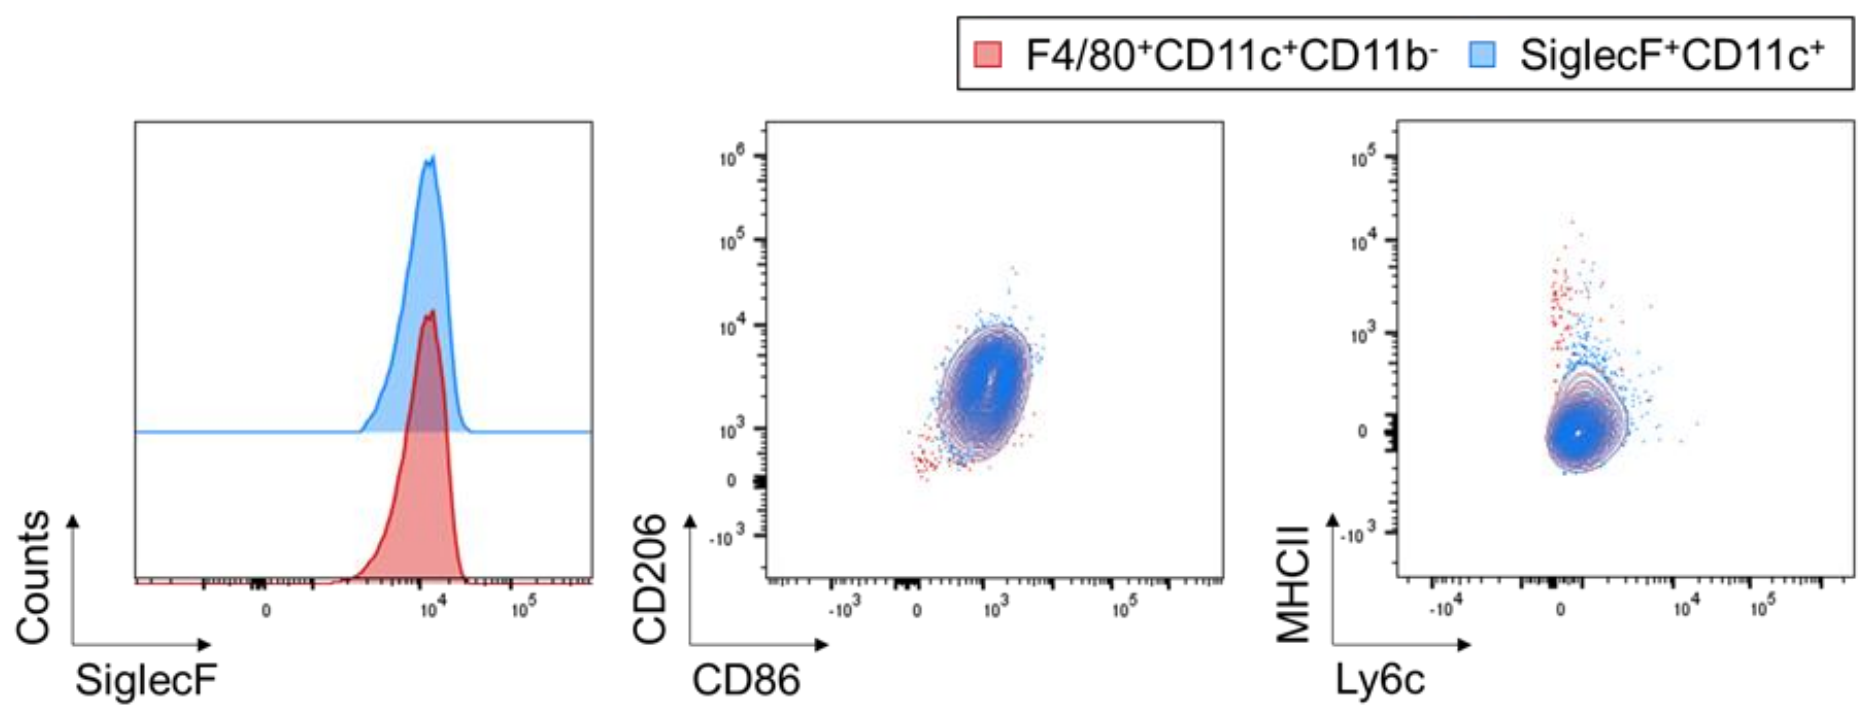 F4/80⁺CD11c⁺CD11b⁻ SiglecF⁺CD11c⁺
Counts
0 10⁴ 10⁵
SiglecF
CD206
10⁶
10⁵
10⁴
10³
0
-10³
-10³ 0 10³ 10⁵
CD86
MHCII
10⁵
10⁴
10³
0
-10³
-10⁴ 0 10⁴ 10⁵
Ly6c